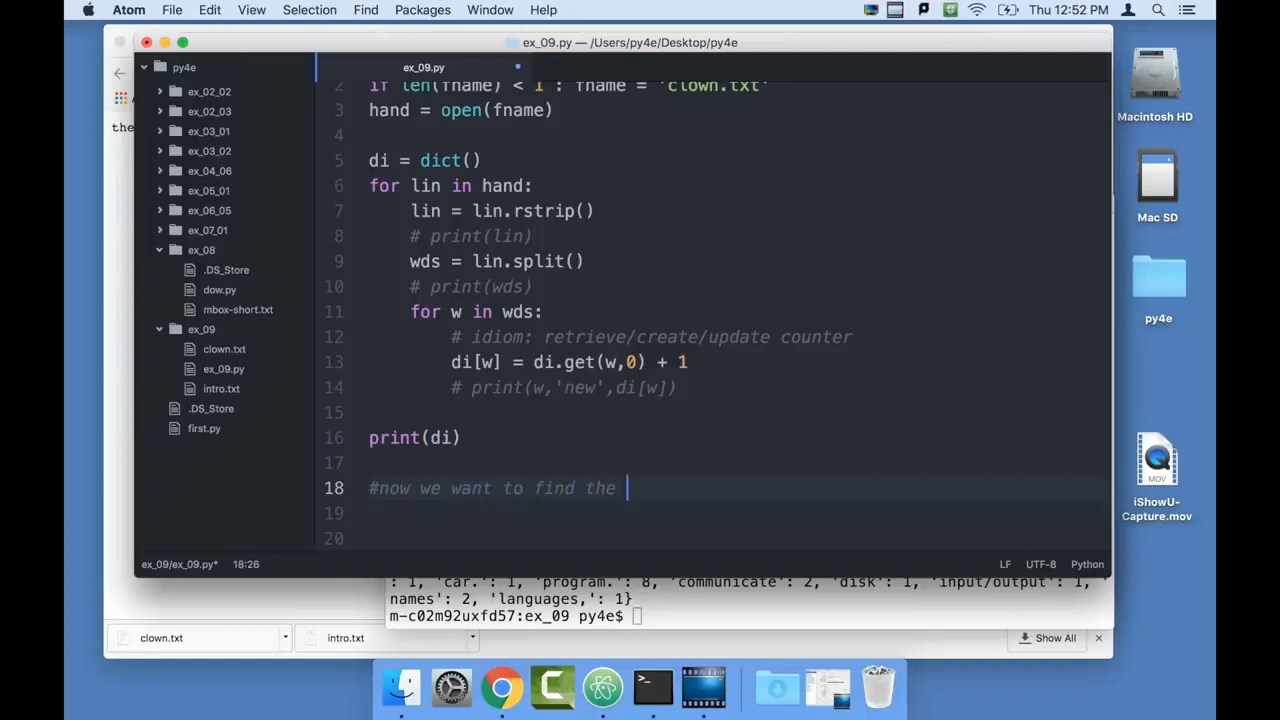 Atom File Edit View Selection Find Packages Window Help Thu 12:52 PM
ex_09.py — /Users/py4e/Desktop/py4e
py4e
ex_02_02
ex_02_03
ex_03_01
ex_03_02
ex_04_06
ex_05_01
ex_06_05
ex_07_01
ex_08
.DS_Store
dow.py
mbox-short.txt
ex_09
clown.txt
ex_09.py
intro.txt
.DS_Store
first.py
the
ex_09.py
2 if len(fname) < 1 : fname = 'clown.txt'
3 hand = open(fname)
4
5 di = dict()
6 for lin in hand:
7 lin = lin.rstrip()
8 # print(lin)
9 wds = lin.split()
10 # print(wds)
11 for w in wds:
12 # idiom: retrieve/create/update counter
13 di[w] = di.get(w,0) + 1
14 # print(w,'new',di[w])
15
16 print(di)
17
18 #now we want to find the
19
20
ex_09/ex_09.py* 18:26 LF UTF-8 Python
: 1, 'car.': 1, 'program.': 8, 'communicate': 2, 'disk': 1, 'input/output': 1, '
names': 2, 'languages,': 1}
m-c02m92uxfd57:ex_09 py4e$
clown.txt intro.txt Show All
Macintosh HD
Mac SD
py4e
MOV
iShowU-
Capture.mov